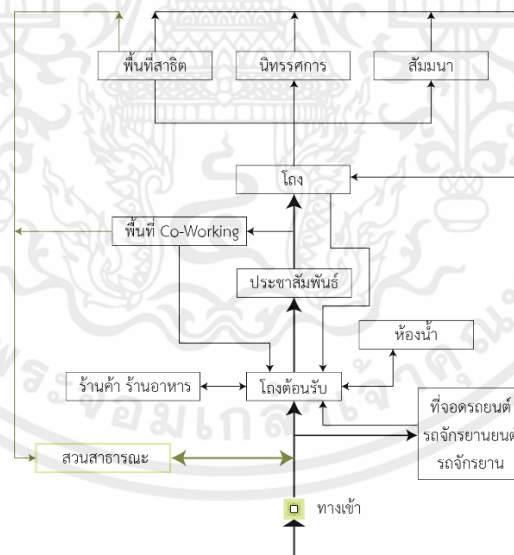 พื้นที่สาธิต
นิทรรศการ
สัมมนา
โถง
พื้นที่ Co-Working
ประชาสัมพันธ์
ห้องน้ำ
ร้านค้า ร้านอาหาร
โถงต้อนรับ
ที่จอดรถยนต์
รถจักรยานยนต์
รถจักรยาน
สวนสาธารณะ
ทางเข้า